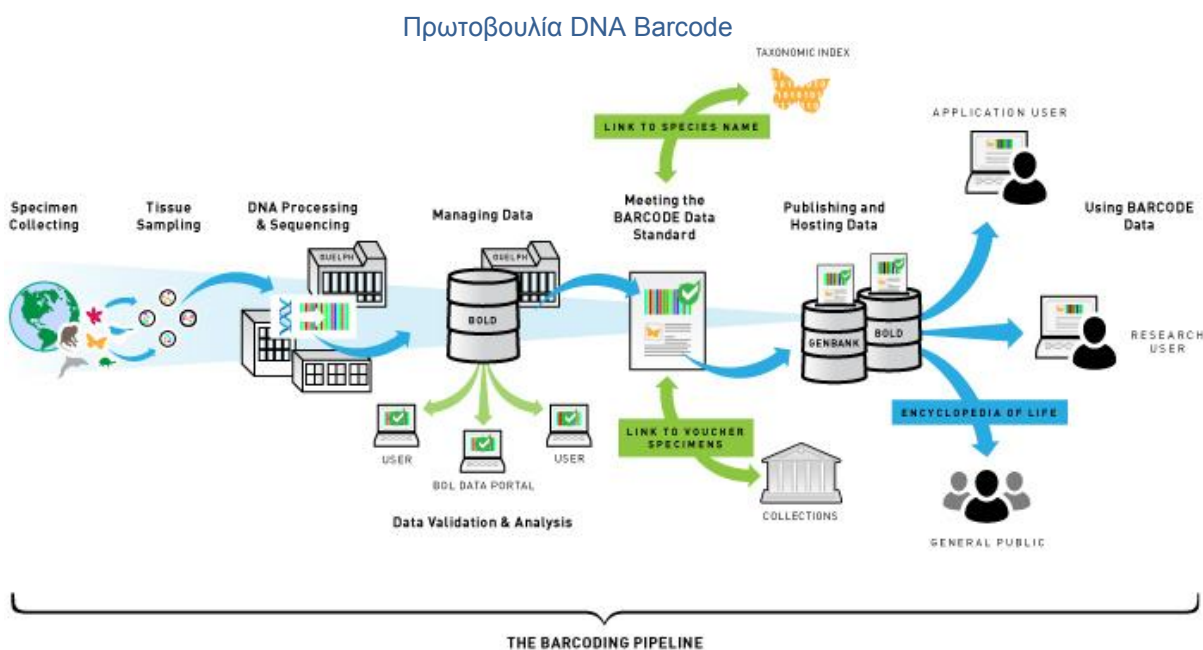 Πρωτοβουλία DNA Barcode
TAXONOMIC INDEX
LINK TO SPECIES NAME
APPLICATION USER
Specimen
Collecting
Tissue
Sampling
DNA Processing
& Sequencing
Managing Data
Meeting the
BARCODE Data
Standard
Publishing and
Hosting Data
Using BARCODE
Data
GUELPH
GUELPH
BOLD
GENBANK
BOLD
RESEARCH
USER
USER
BOL DATA PORTAL
USER
Data Validation & Analysis
LINK TO VOUCHER
SPECIMENS
COLLECTIONS
ENCYCLOPEDIA OF LIFE
GENERAL PUBLIC
THE BARCODING PIPELINE